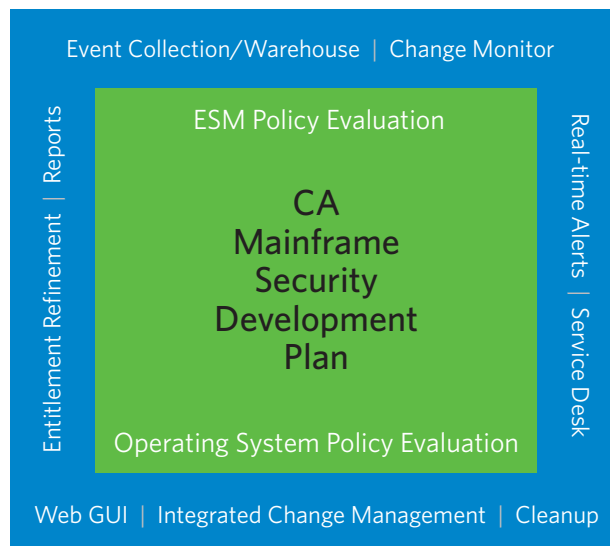 Event Collection/Warehouse | Change Monitor
Entitlement Refinement | Reports
ESM Policy Evaluation
CA
Mainframe
Security
Development
Plan
Operating System Policy Evaluation
Real-time Alerts | Service Desk
Web GUI | Integrated Change Management | Cleanup